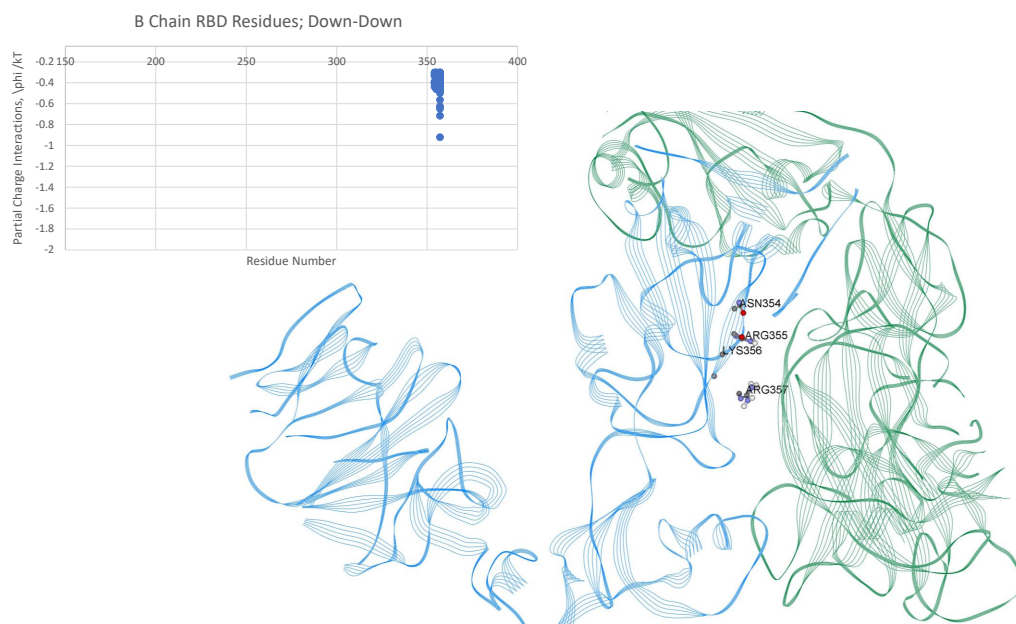 B Chain RBD Residues; Down-Down
Partial Charge Interactions, \phi /kT
-0.2
-0.4
-0.6
-0.8
-1
-1.2
-1.4
-1.6
-1.8
-2
150 200 250 300 350 400
Residue Number
ASN354
ARG355
LYS356
ARG357